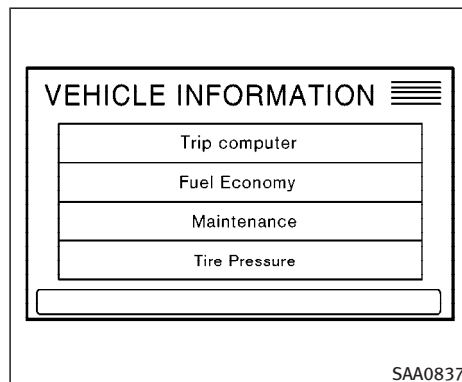 VEHICLE INFORMATION
Trip computer
Fuel Economy
Maintenance
Tire Pressure
SAA0837